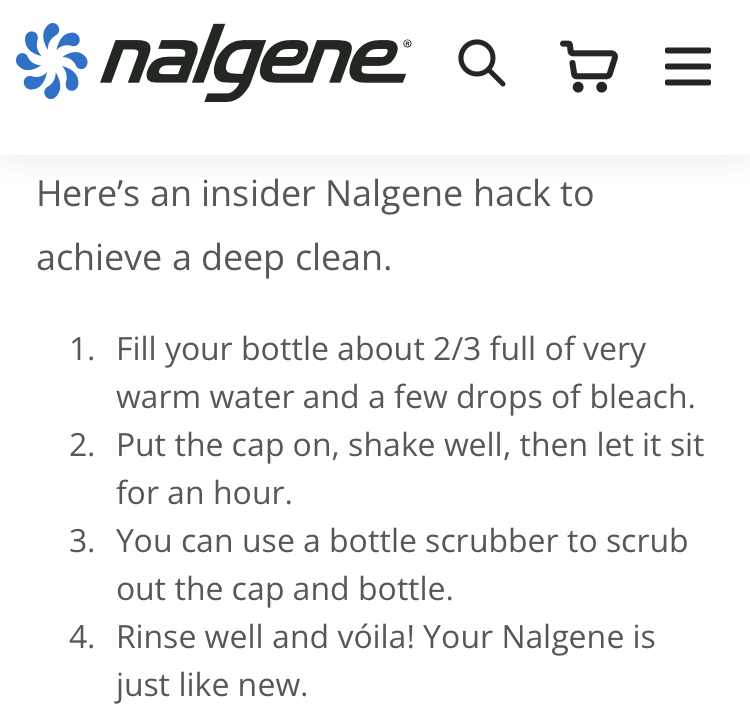 nalgene®
Here’s an insider Nalgene hack to
achieve a deep clean.
1. Fill your bottle about 2/3 full of very
warm water and a few drops of bleach.
2. Put the cap on, shake well, then let it sit
for an hour.
3. You can use a bottle scrubber to scrub
out the cap and bottle.
4. Rinse well and vóila! Your Nalgene is
just like new.